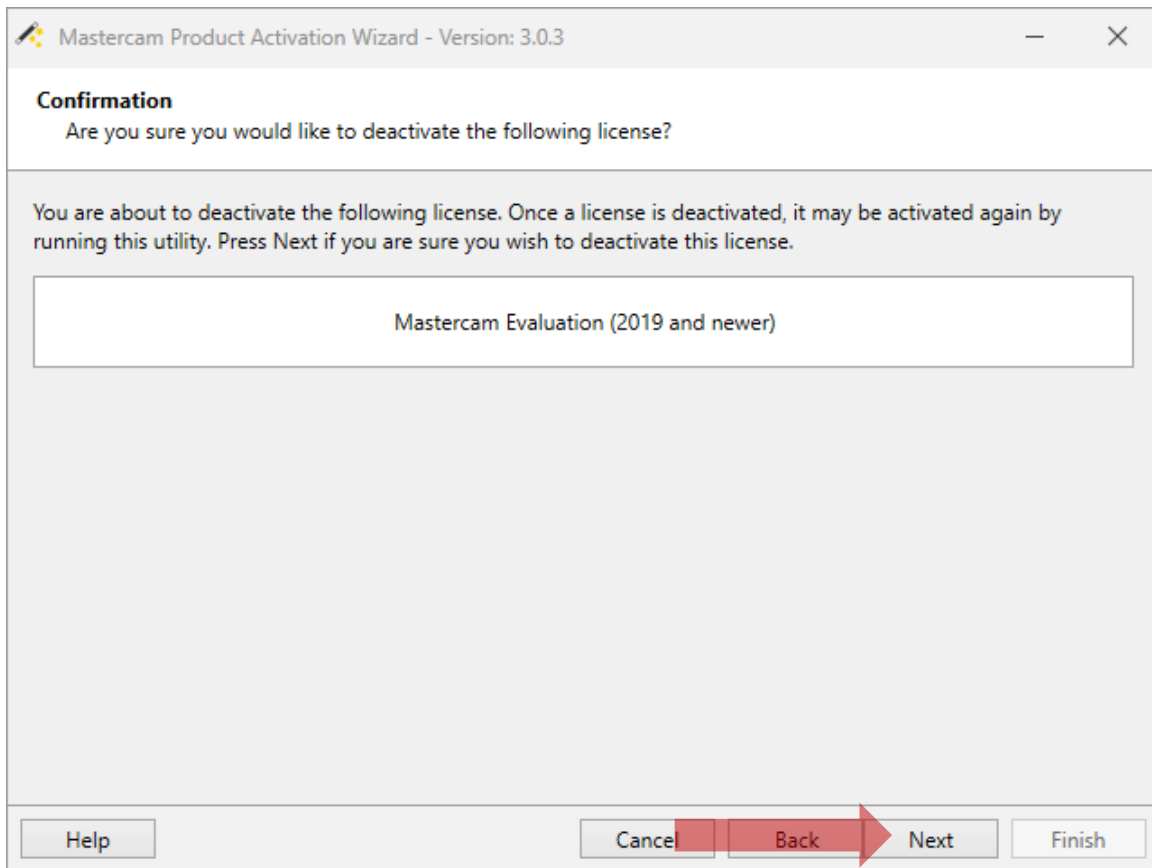 Mastercam Product Activation Wizard - Version: 3.0.3
Confirmation
Are you sure you would like to deactivate the following license?
You are about to deactivate the following license. Once a license is deactivated, it may be activated again by
running this utility. Press Next if you are sure you wish to deactivate this license.
Mastercam Evaluation (2019 and newer)
Help Cancel Back Next Finish